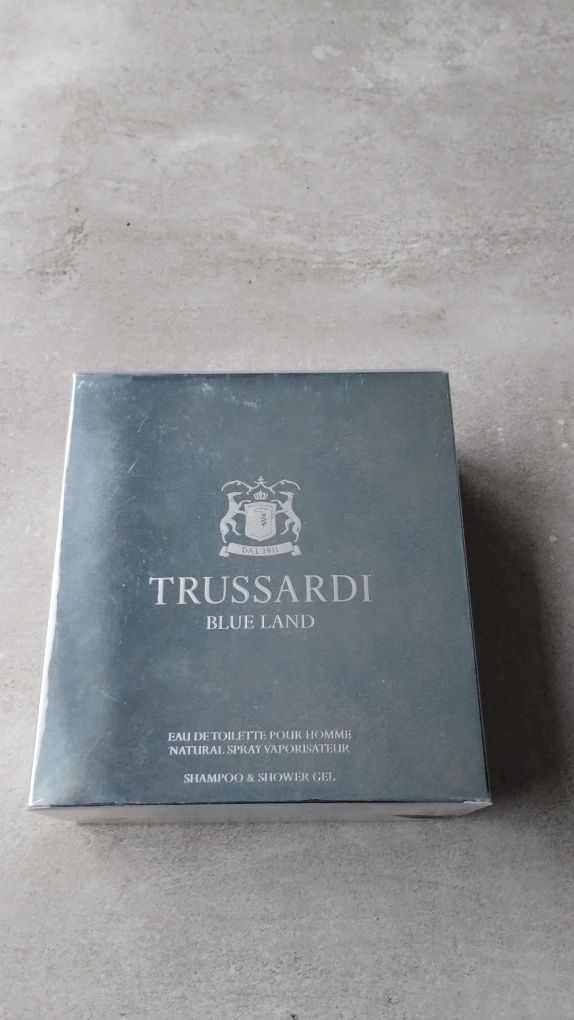 DAL 1911
TRUSSARDI
BLUE LAND
EAU DE TOILETTE POUR HOMME
NATURAL SPRAY VAPORISATEUR
SHAMPOO & SHOWER GEL